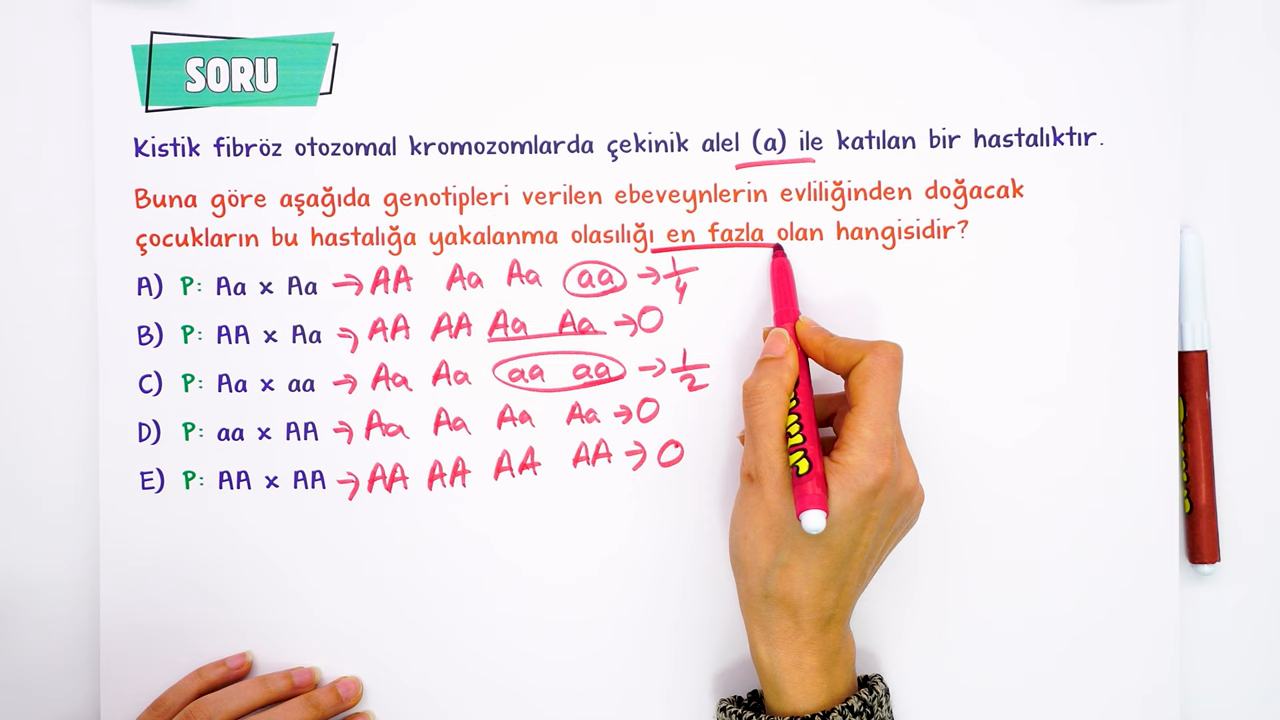 SORU
Kistik fibröz otozomal kromozomlarda çekinik alel (a) ile katılan bir hastalıktır.
Buna göre aşağıda genotipleri verilen ebeveynlerin evliliğinden doğacak
çocukların bu hastalığa yakalanma olasılığı en fazla olan hangisidir?
A) P: Aa x Aa → AA Aa Aa aa → 1/4
B) P: AA x Aa → AA AA Aa Aa → 0
C) P: Aa x aa → Aa Aa aa aa → 1/2
D) P: aa x AA → Aa Aa Aa Aa → 0
E) P: AA x AA → AA AA AA AA → 0